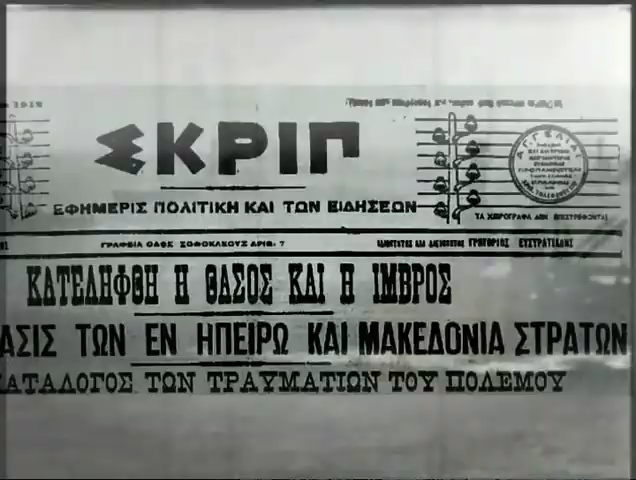 ΣΚΡΙΠ
ΕΦΗΜΕΡΙΣ ΠΟΛΙΤΙΚΗ ΚΑΙ ΤΩΝ ΕΙΔΗΣΕΩΝ
ΤΑ ΧΕΙΡΟΓΡΑΦΑ ΔΕΝ ΕΠΙΣΤΡΕΦΟΝΤΑΙ
ΓΡΑΦΕΙΑ ΟΔΟΣ ΣΟΦΟΚΛΕΟΥΣ ΑΡΙΘ. 7
ΙΔΙΟΚΤΗΤΗΣ ΚΑΙ ΔΙΕΥΘΥΝΤΗΣ ΓΡΗΓΟΡΙΟΣ ΕΥΣΤΡΑΤΙΑΔΗΣ
ΚΑΤΕΛΗΦΘΗ Η ΘΑΣΟΣ ΚΑΙ Η ΙΜΒΡΟΣ
ΑΣΙΣ ΤΩΝ ΕΝ ΗΠΕΙΡΩ ΚΑΙ ΜΑΚΕΔΟΝΙΑ ΣΤΡΑΤΩΝ
ΚΑΤΑΛΟΓΟΣ ΤΩΝ ΤΡΑΥΜΑΤΙΩΝ ΤΟΥ ΠΟΛΕΜΟΥ